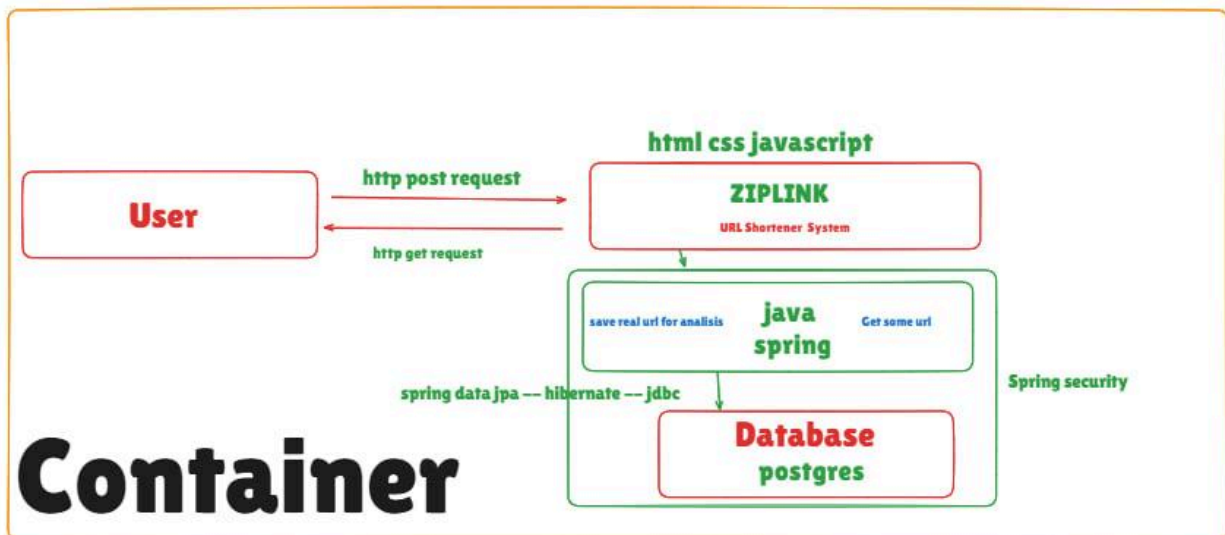 html css javascript
http post request
User
ZIPLINK
URL Shortener System
http get request
save real url for analisis
java
spring
Get some url
Spring security
spring data jpa -- hibernate -- jdbc
Database
postgres
Container